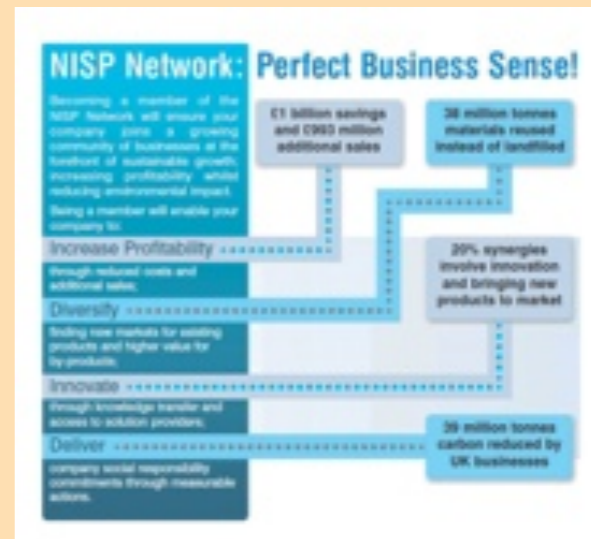 NISP Network: Perfect Business Sense!
Becoming a member of the
NISP Network will ensure your
company joins a growing
community of businesses at the
forefront of sustainable growth,
increasing profitability whilst
reducing environmental impact.
Being a member will enable your
company to:
Increase Profitability
through reduced costs and
additional sales;
Diversify
finding new markets for existing
products and higher value for
by-products;
Innovate
through knowledge transfer and
access to solution providers;
Deliver
company social responsibility
commitments through measurable
actions.
£1 billion savings
and £993 million
additional sales
38 million tonnes
materials reused
instead of landfilled
20% synergies
involve innovation
and bringing new
products to market
39 million tonnes
carbon reduced by
UK businesses